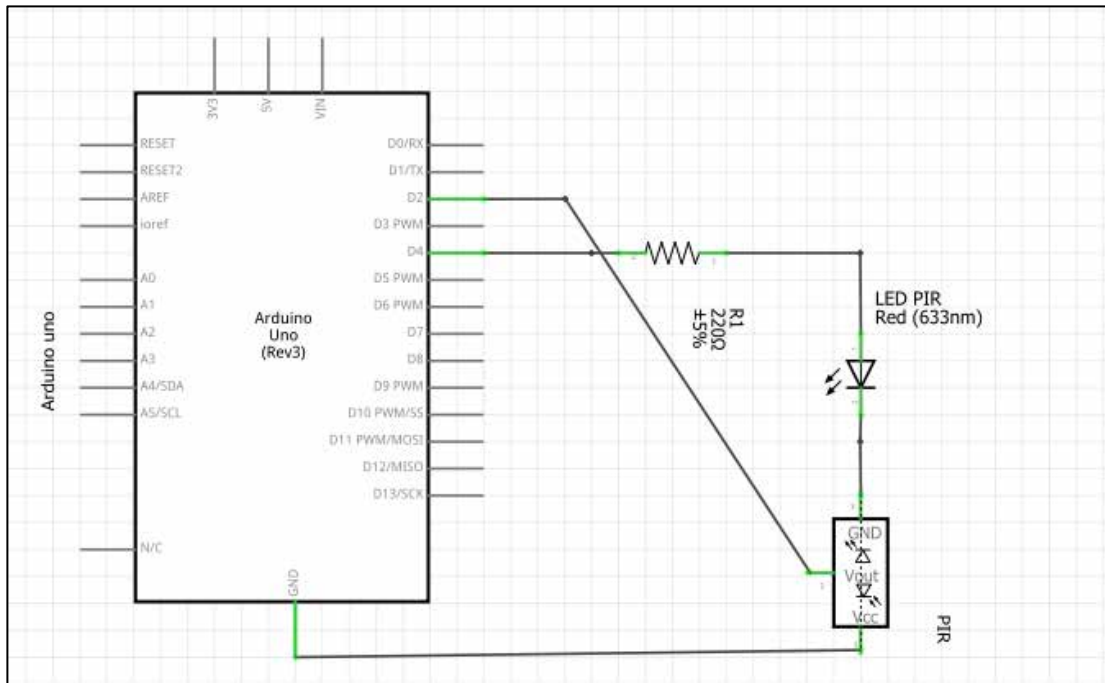 3V3
5V
VIN
RESET
RESET2
AREF
ioref
A0
A1
A2
A3
A4/SDA
A5/SCL
N/C
GND
Arduino uno
Arduino
Uno
(Rev3)
D0/RX
D1/TX
D2
D3 PWM
D4
D5 PWM
D6 PWM
D7
D8
D9 PWM
D10 PWM/SS
D11 PWM/MOSI
D12/MISO
D13/SCK
R1
220Ω
±5%
LED PIR
Red (633nm)
GND
Vout
Vcc
PIR